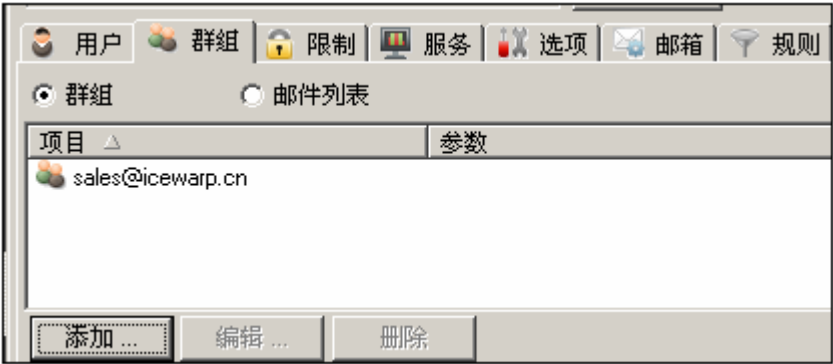 用户 群组 限制 服务 选项 邮箱 规则
群组 邮件列表
项目 参数
sales@icewarp.cn
添加 ... 编辑 ... 删除